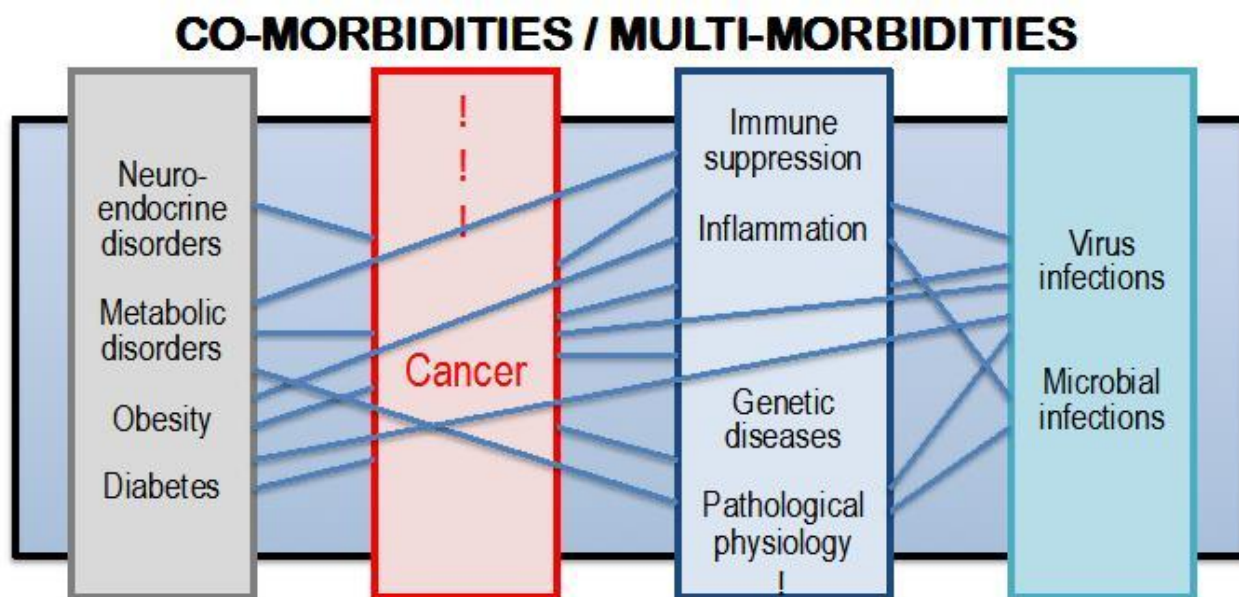 CO-MORBIDITIES / MULTI-MORBIDITIES
Neuro-
endocrine
disorders
Metabolic
disorders
Obesity
Diabetes
!
!
!
Cancer
Immune
suppression
Inflammation
Genetic
diseases
Pathological
physiology
!
Virus
infections
Microbial
infections